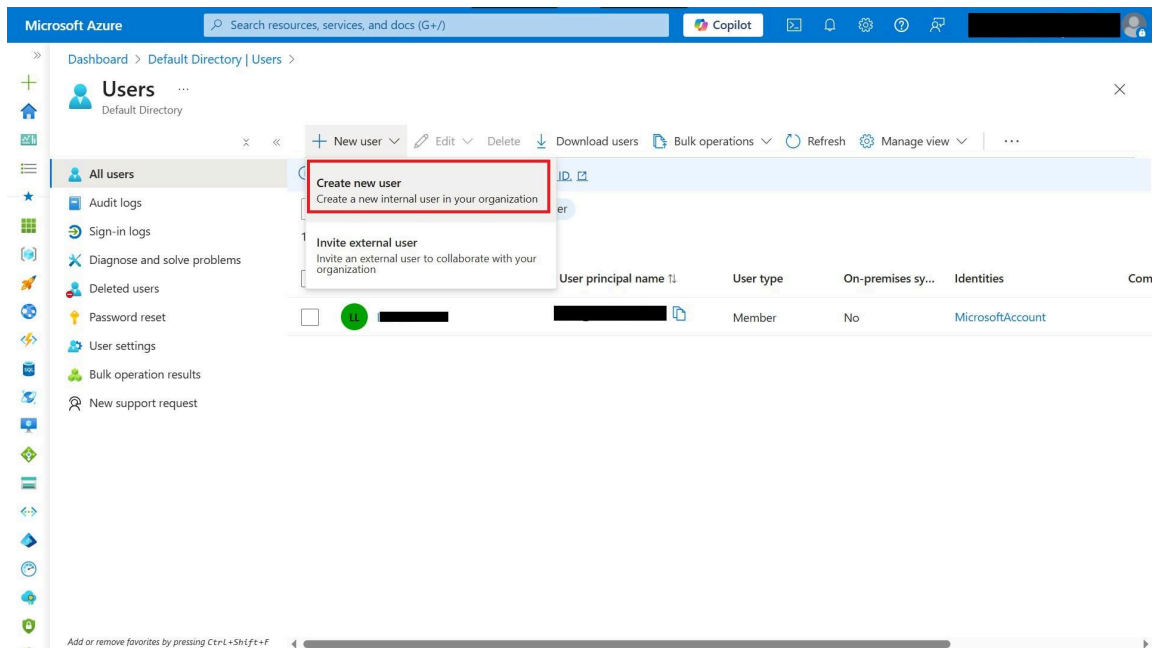 Microsoft Azure
Search resources, services, and docs (G+/)
Copilot
Dashboard > Default Directory | Users >
Users ...
Default Directory
New user
Edit
Delete
Download users
Bulk operations
Refresh
Manage view
...
All users
Audit logs
Sign-in logs
Diagnose and solve problems
Deleted users
Password reset
User settings
Bulk operation results
New support request
Create new user
Create a new internal user in your organization
Invite external user
Invite an external user to collaborate with your
organization
ID.
er
1
User principal name
User type
On-premises sy...
Identities
Com
LL
Member
No
MicrosoftAccount
Add or remove favorites by pressing Ctrl+Shift+F